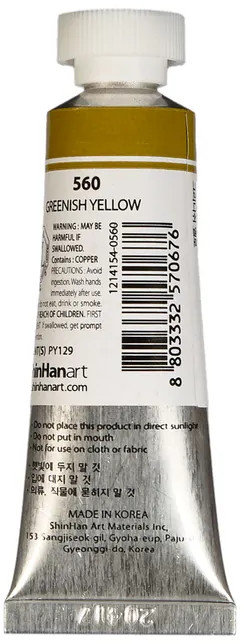 560
GREENISH YELLOW
WARNING: MAY BE
HARMFUL IF
SWALLOWED.
Contains: COPPER
PRECAUTIONS: Avoid
ingestion. Wash hands
immediately after use.
not eat, drink or smoke.
REACH OF CHILDREN. FIRST
If swallowed, get prompt
PY129
1214154-0560
8 803332 570676
ShinHanart
shinhanart.com
- Do not place this product in direct sunlight
- Do not put in mouth
- Not for use on cloth or fabric
- 햇빛에 두지 말 것
- 입에 대지 말 것
- 의류, 직물에 묻히지 말 것
MADE IN KOREA
ShinHan Art Materials Inc.
153 Sangjiseok-gil, Gyoha-eup, Paju
Gyeonggi-do, Korea